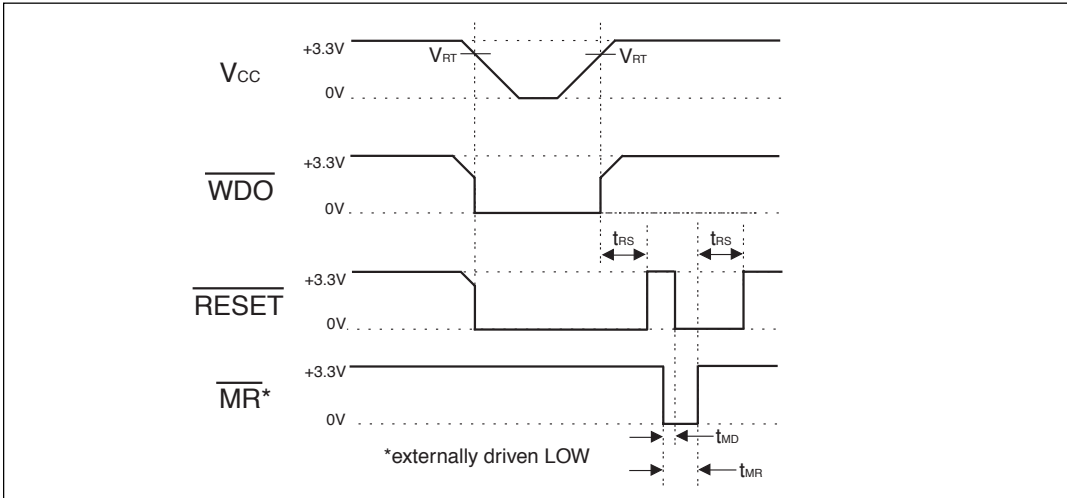 +3.3V
VRT
VRT
VCC
0V
+3.3V
WDO
0V
tRS
tRS
+3.3V
RESET
0V
+3.3V
MR*
0V
tMD
*externally driven LOW
tMR